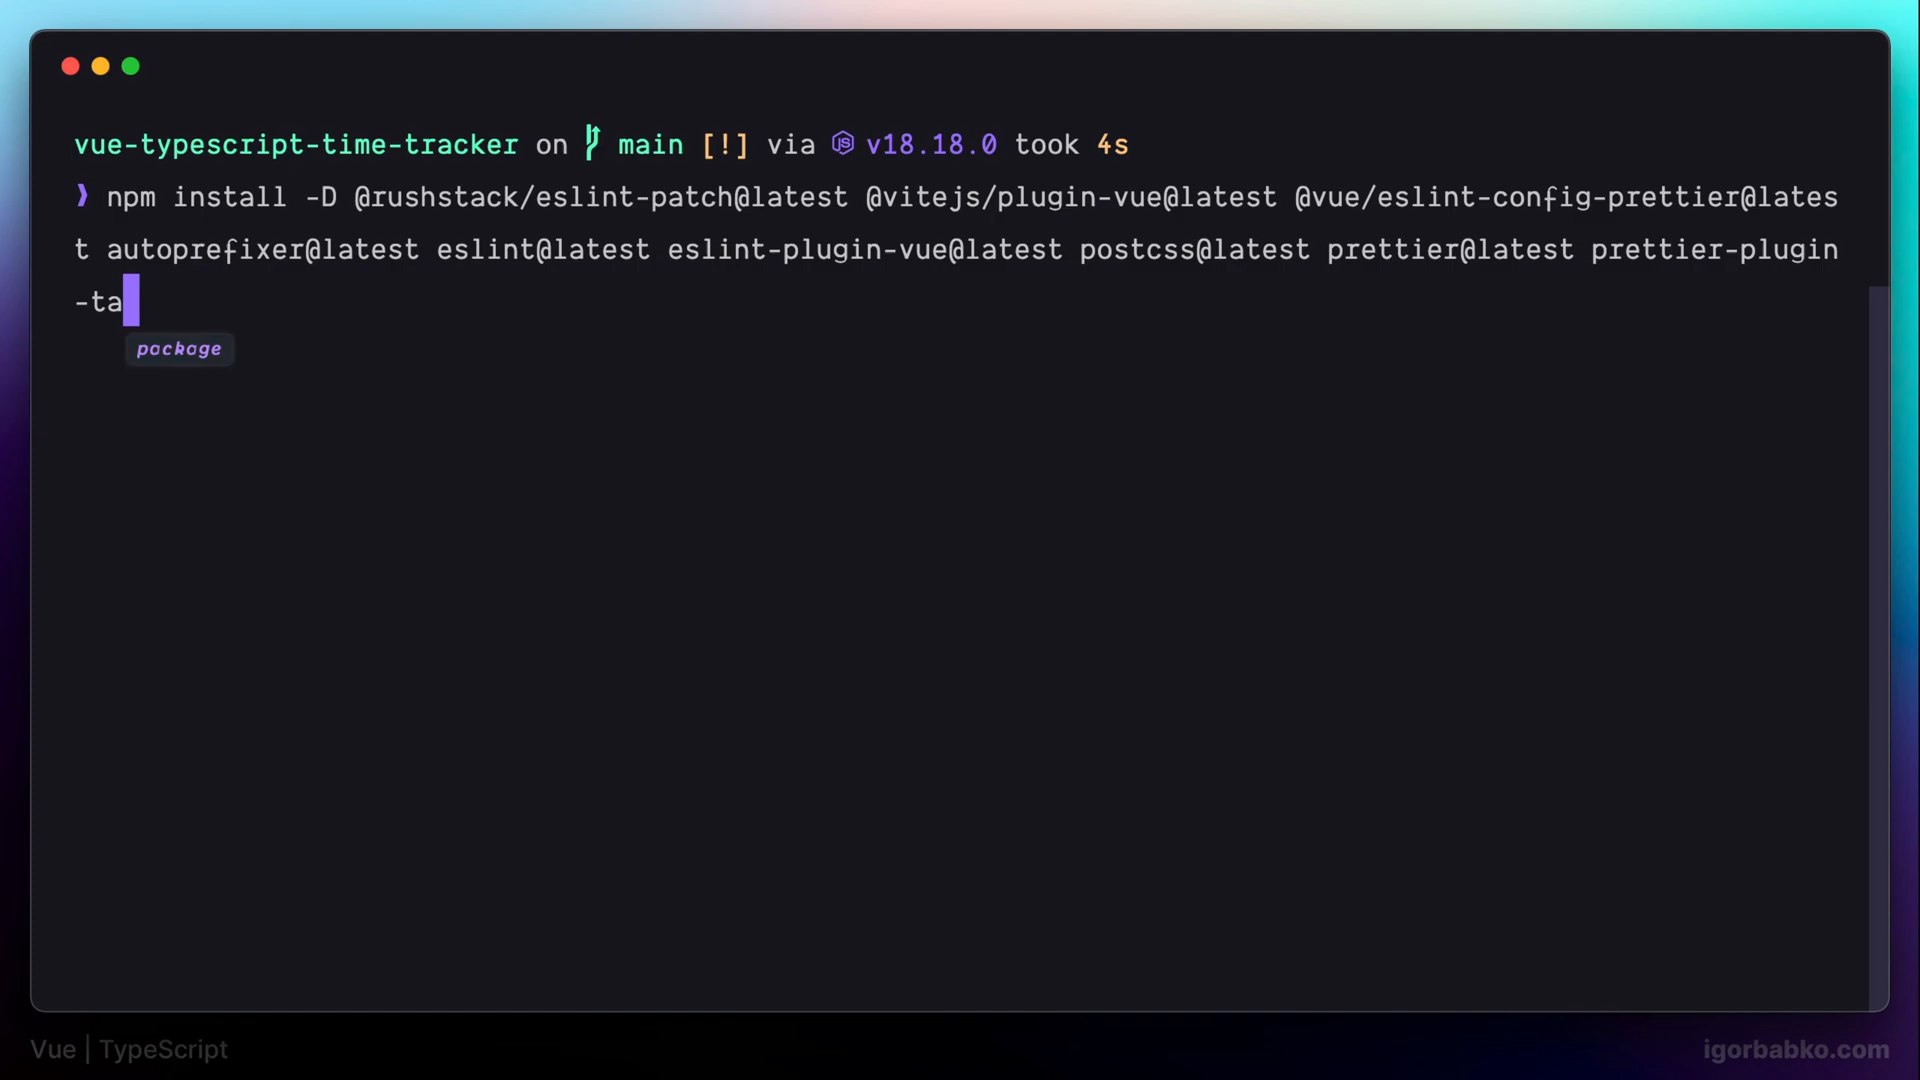 vue-typescript-time-tracker on main [!] via v18.18.0 took 4s
❯ npm install -D @rushstack/eslint-patch@latest @vitejs/plugin-vue@latest @vue/eslint-config-prettier@lates
t autoprefixer@latest eslint@latest eslint-plugin-vue@latest postcss@latest prettier@latest prettier-plugin
-ta
package
Vue | TypeScript
igorbabko.com